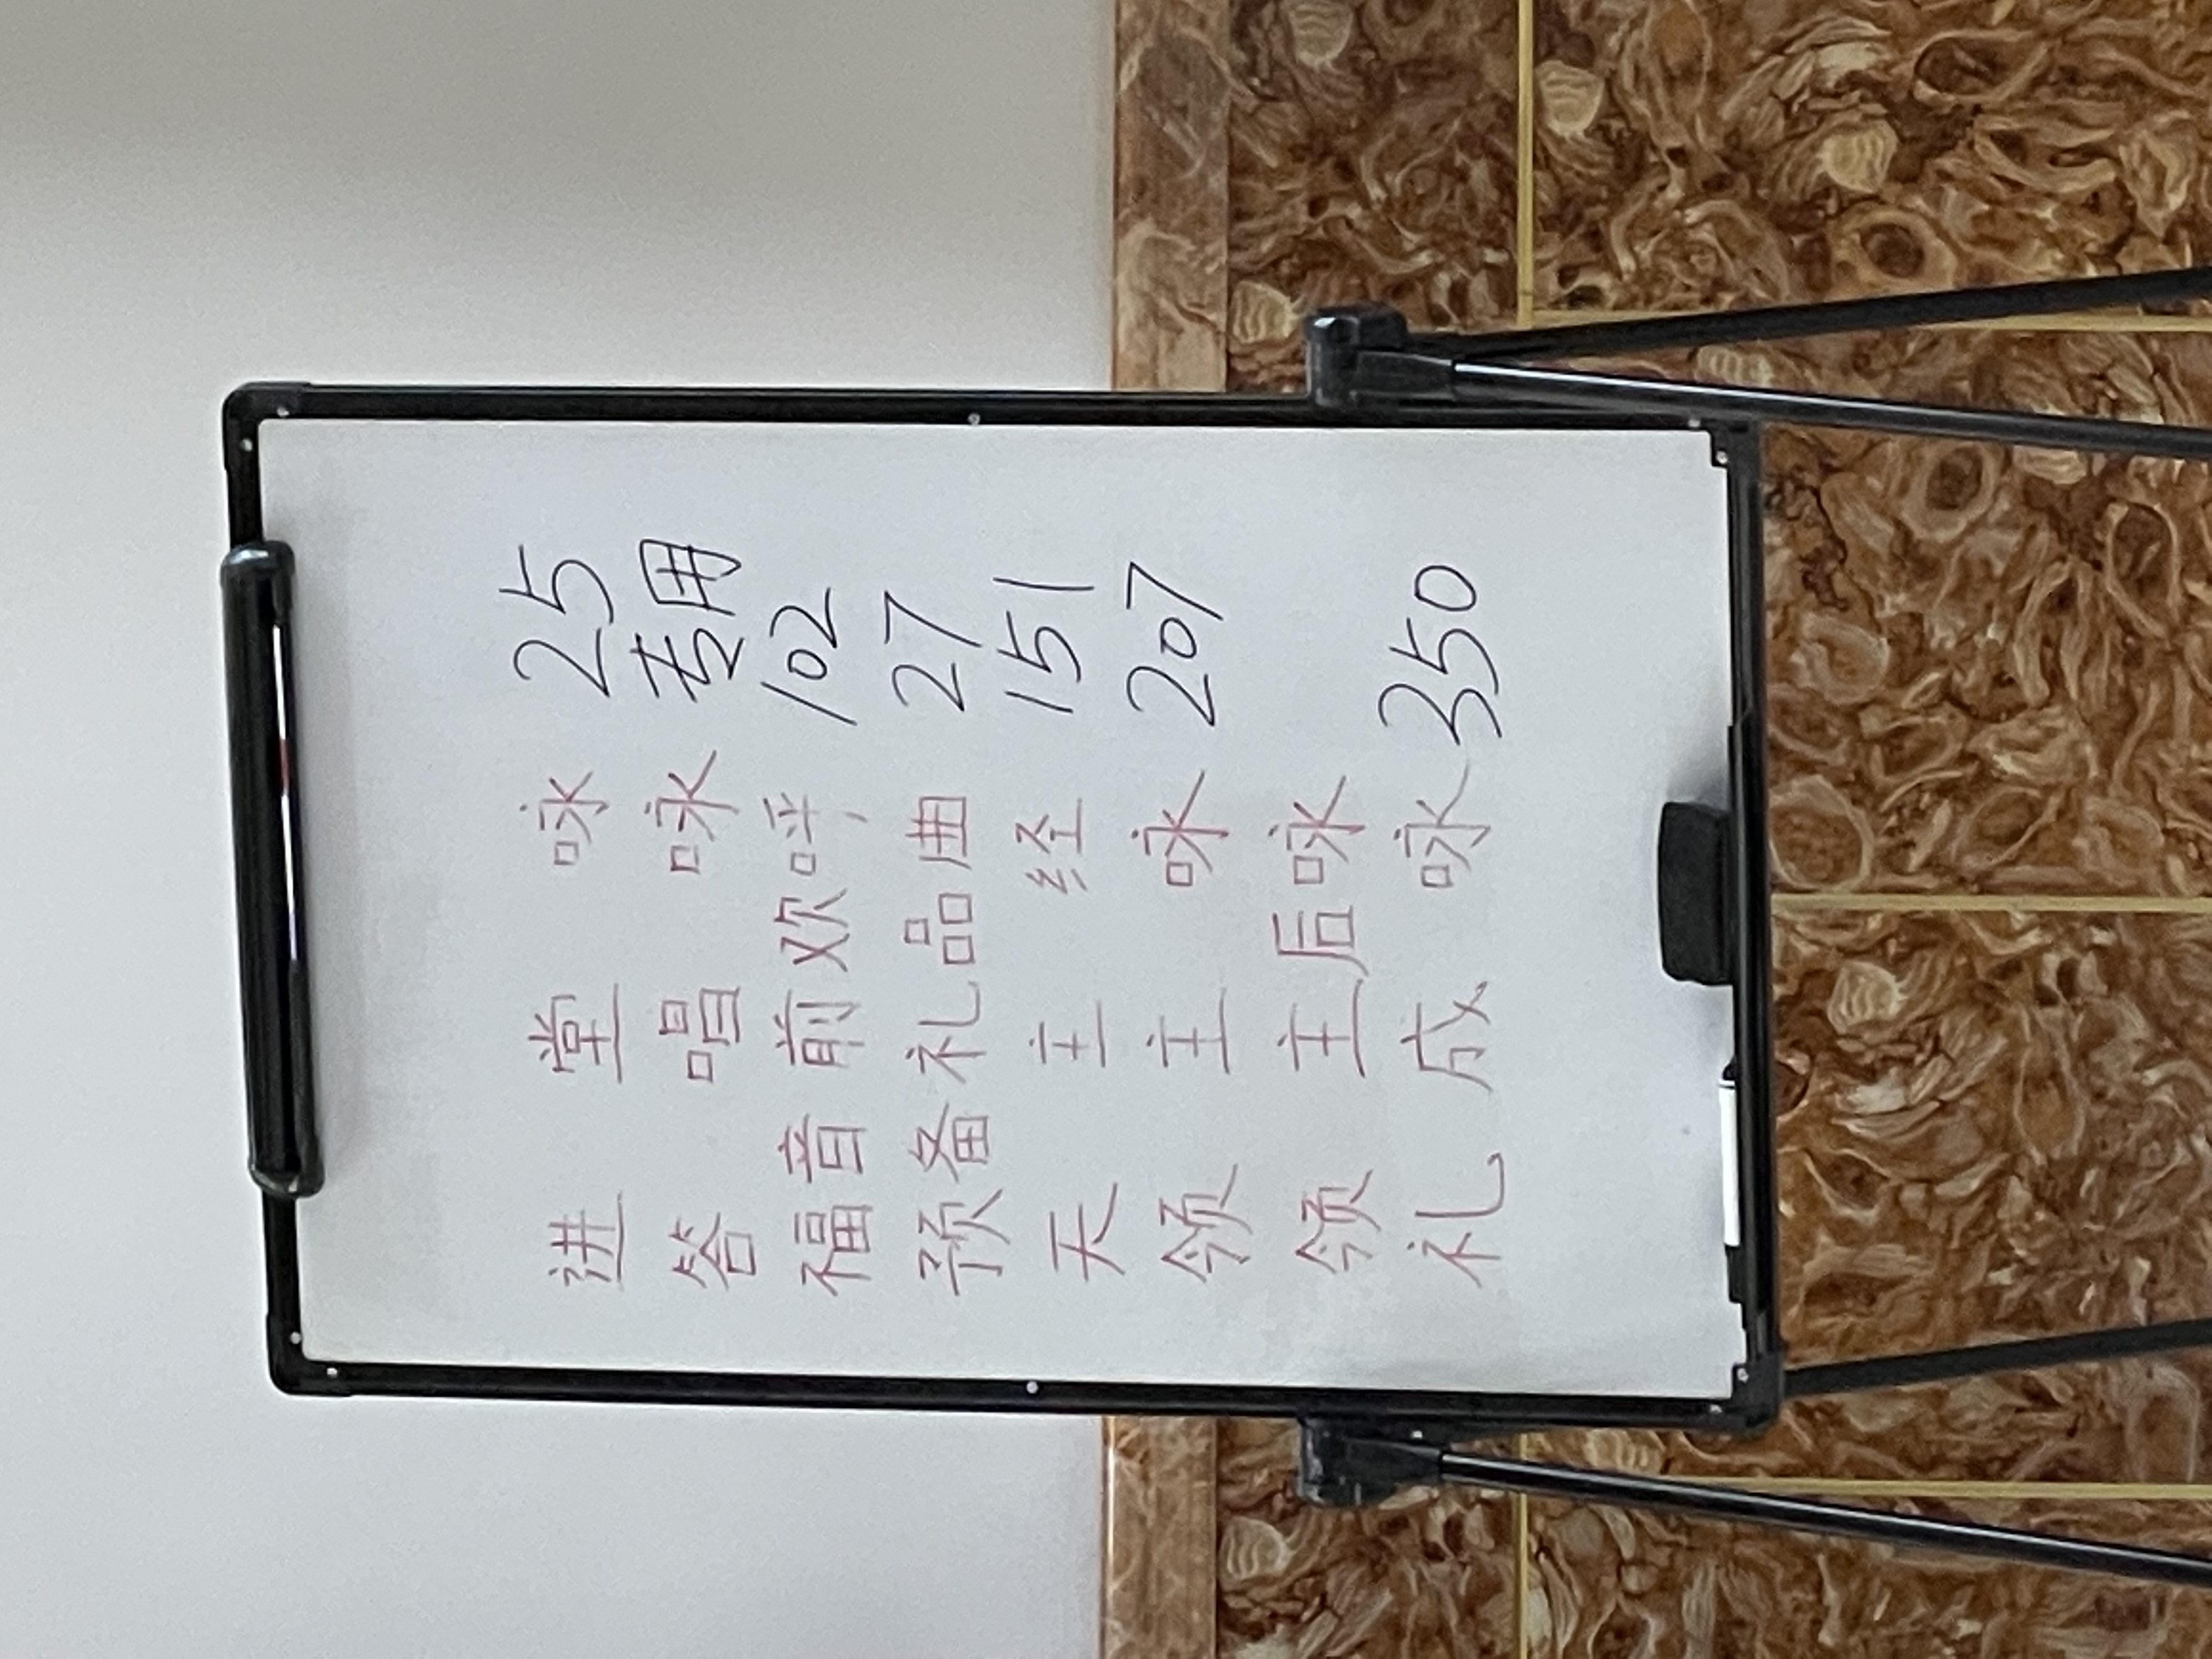 进堂咏 25
答唱咏 专用
福音前欢呼 102
预备礼品曲 27
天主经 151
领主咏 207
领主后咏
礼成咏 350